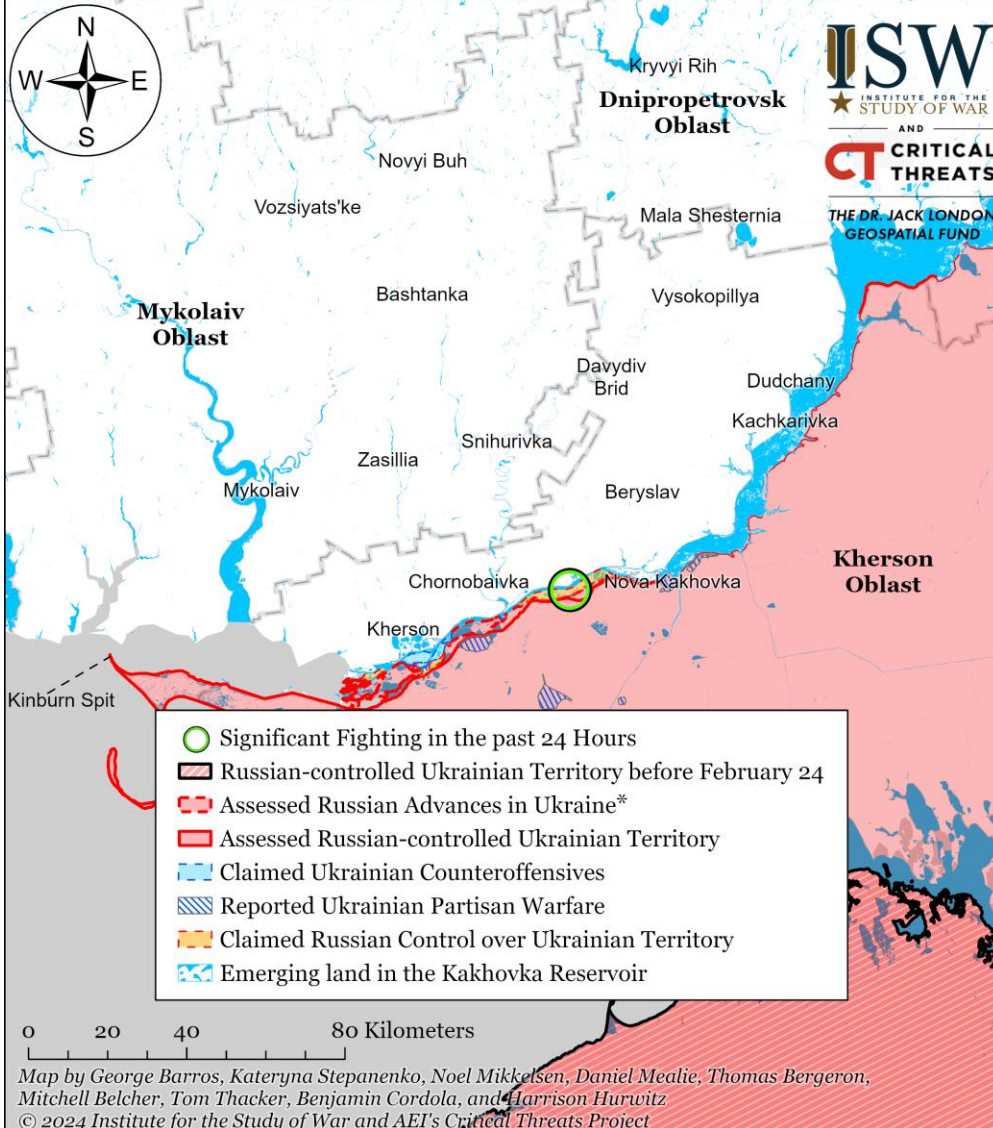 N
W
E
S
ISW
INSTITUTE FOR THE
STUDY OF WAR
AND
CT CRITICAL
THREATS
THE DR. JACK LONDON
GEOSPATIAL FUND
Kryvyi Rih
Dnipropetrovsk
Oblast
Novyi Buh
Vozsiyats'ke
Mala Shesternia
Bashtanka
Vysokopillya
Mykolaiv
Oblast
Davydiv
Brid
Dudchany
Kachkarivka
Snihurivka
Zasillia
Mykolaiv
Beryslav
Kherson
Oblast
Chornobaivka
Nova Kakhovka
Kherson
Kinburn Spit
Significant Fighting in the past 24 Hours
Russian-controlled Ukrainian Territory before February 24
Assessed Russian Advances in Ukraine*
Assessed Russian-controlled Ukrainian Territory
Claimed Ukrainian Counteroffensives
Reported Ukrainian Partisan Warfare
Claimed Russian Control over Ukrainian Territory
Emerging land in the Kakhovka Reservoir
0 20 40 80 Kilometers
Map by George Barros, Kateryna Stepanenko, Noel Mikkelsen, Daniel Mealie, Thomas Bergeron,
Mitchell Belcher, Tom Thacker, Benjamin Cordola, and Harrison Hurwitz
© 2024 Institute for the Study of War and AEI's Critical Threats Project